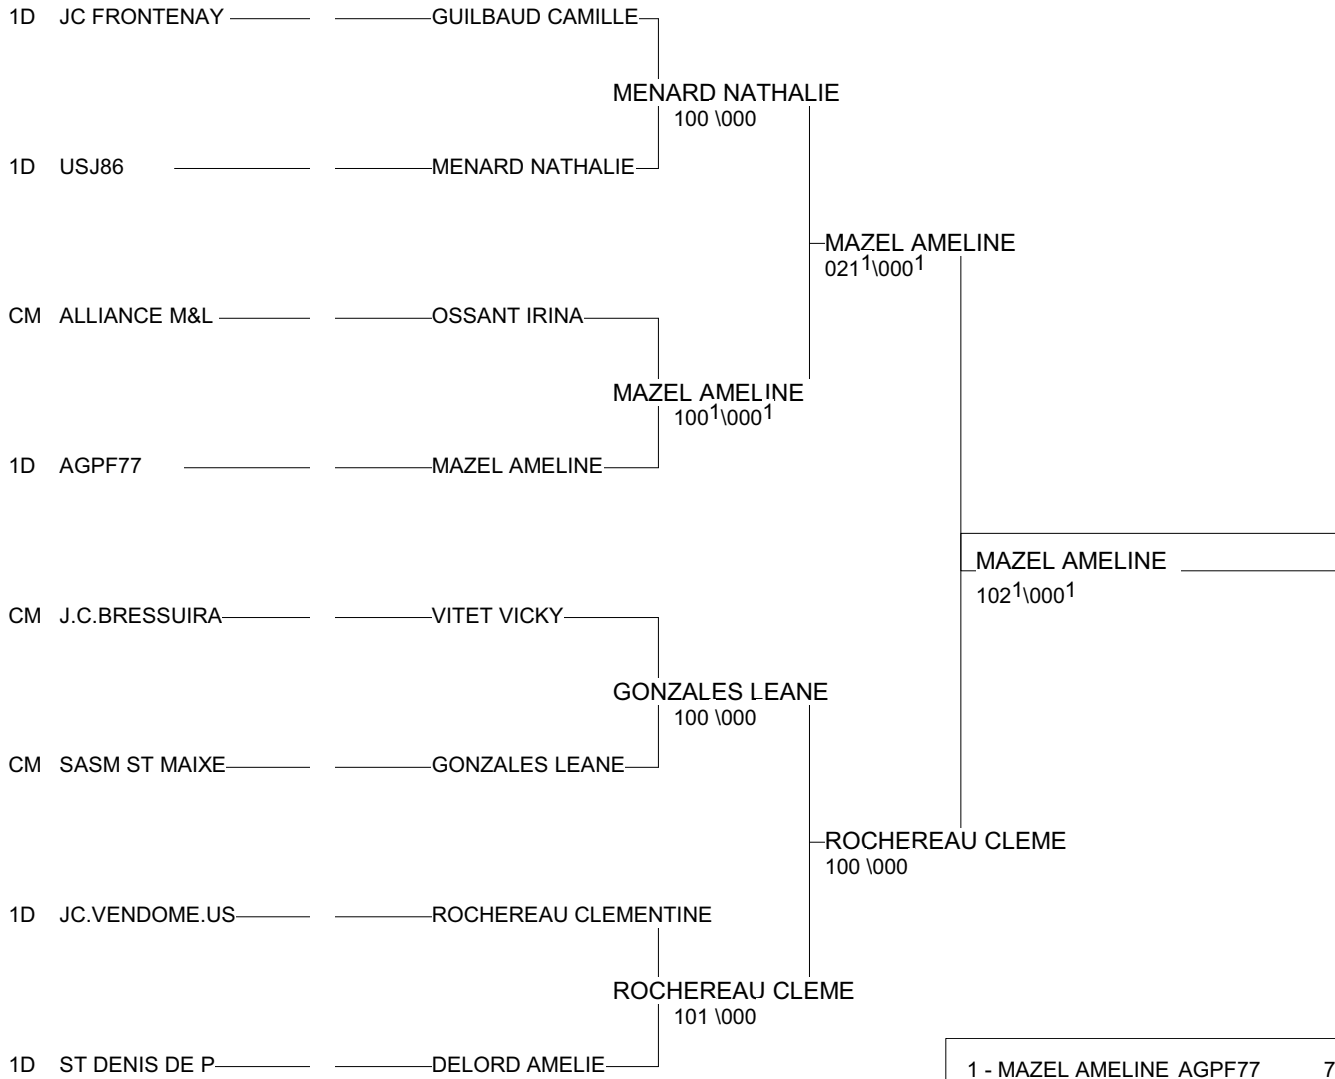 1D JC FRONTENAY GUILBAUD CAMILLE
MENARD NATHALIE
100 \000
1D USJ86 MENARD NATHALIE
MAZEL AMELINE
021¹\000¹
CM ALLIANCE M&L OSSANT IRINA
MAZEL AMELINE
100¹\000¹
1D AGPF77 MAZEL AMELINE
MAZEL AMELINE
102¹\000¹
CM J.C.BRESSUIRA VITET VICKY
GONZALES LEANE
100 \000
CM SASM ST MAIXE GONZALES LEANE
ROCHEREAU CLEME
100 \000
1D JC.VENDOME.US ROCHEREAU CLEMENTINE
ROCHEREAU CLEME
101 \000
1D ST DENIS DE P DELORD AMELIE
1 - MAZEL AMELINE AGPF77 7